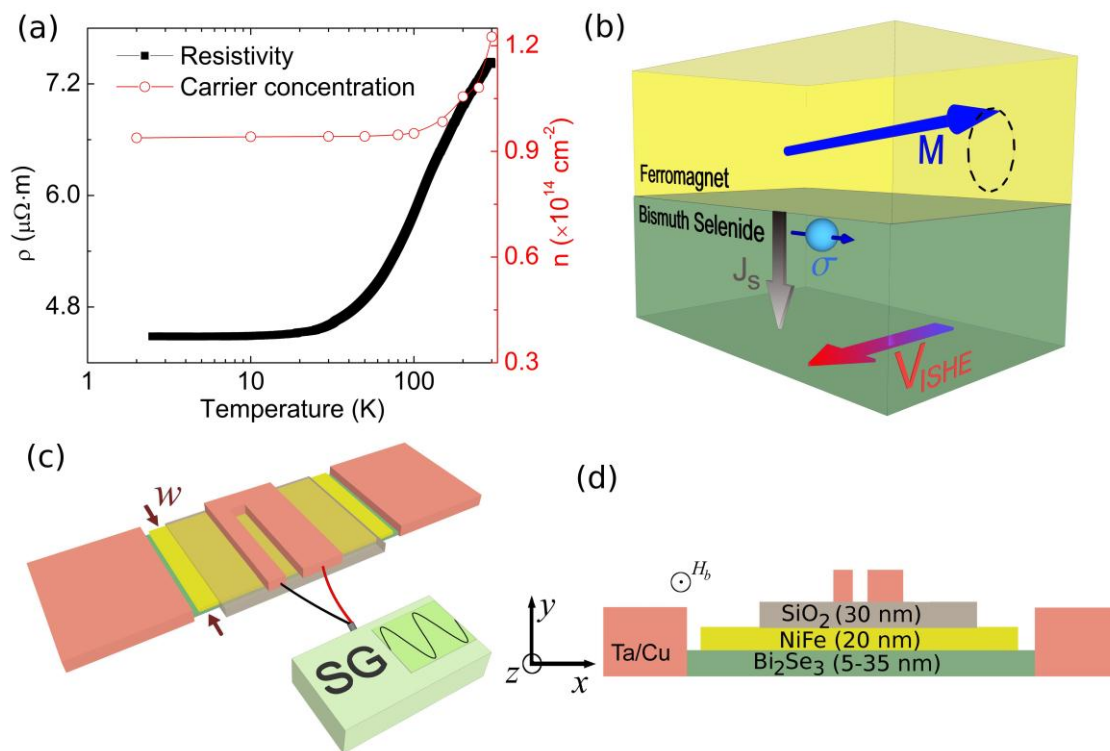 (a)
Resistivity
Carrier concentration
7.2
6.0
4.8
ρ (μΩ·m)
1.2
0.9
0.6
0.3
n (×10¹⁴ cm⁻²)
1
10
100
Temperature (K)
(b)
M
Ferromagnet
Bismuth Selenide
Jₛ
σ
V_ISHE
(c)
w
SG
(d)
H_b
SiO₂ (30 nm)
NiFe (20 nm)
Bi₂Se₃ (5-35 nm)
Ta/Cu
y
z
x